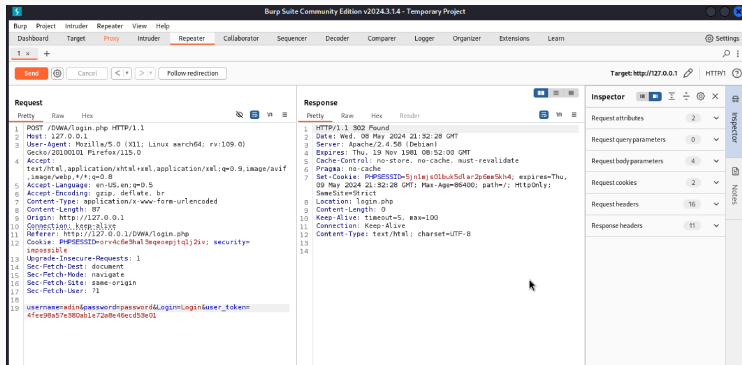 Burp Suite Community Edition v2024.3.1.4 - Temporary Project
Burp Project Intruder Repeater View Help
Dashboard Target Proxy Intruder Repeater Collaborator Sequencer Decoder Comparer Logger Organizer Extensions Learn Settings
1 × +
Send Cancel < > Follow redirection Target: http://127.0.0.1 HTTP/1
Request
Pretty Raw Hex
1 POST /DVWA/login.php HTTP/1.1
2 Host: 127.0.0.1
3 User-Agent: Mozilla/5.0 (X11; Linux aarch64; rv:109.0)
Gecko/20100101 Firefox/115.0
4 Accept:
text/html,application/xhtml+xml,application/xml;q=0.9,image/avif
,image/webp,*/*;q=0.8
5 Accept-Language: en-US,en;q=0.5
6 Accept-Encoding: gzip, deflate, br
7 Content-Type: application/x-www-form-urlencoded
8 Content-Length: 87
9 Origin: http://127.0.0.1
10 Connection: keep-alive
11 Referer: http://127.0.0.1/DVWA/login.php
12 Cookie: PHPSESSID=orv4c6e3hal3mqeoepjtqlj2iv; security=
impossible
13 Upgrade-Insecure-Requests: 1
14 Sec-Fetch-Dest: document
15 Sec-Fetch-Mode: navigate
16 Sec-Fetch-Site: same-origin
17 Sec-Fetch-User: ?1
18
19 username=adin&password=password&Login=Login&user_token=
4fee98a57e380ab1e72a8e46ecd53e01
Response
Pretty Raw Hex Render
1 HTTP/1.1 302 Found
2 Date: Wed, 08 May 2024 21:32:28 GMT
3 Server: Apache/2.4.58 (Debian)
4 Expires: Thu, 19 Nov 1981 08:52:00 GMT
5 Cache-Control: no-store, no-cache, must-revalidate
6 Pragma: no-cache
7 Set-Cookie: PHPSESSID=5jn1mjs01buk5dlar2p6me5kh4; expires=Thu,
09 May 2024 21:32:28 GMT; Max-Age=86400; path=/; HttpOnly;
SameSite=Strict
8 Location: login.php
9 Content-Length: 0
10 Keep-Alive: timeout=5, max=100
11 Connection: Keep-Alive
12 Content-Type: text/html; charset=UTF-8
13
14
Inspector
Request attributes 2
Request query parameters 0
Request body parameters 4
Request cookies 2
Request headers 16
Response headers 11
Inspector
Notes